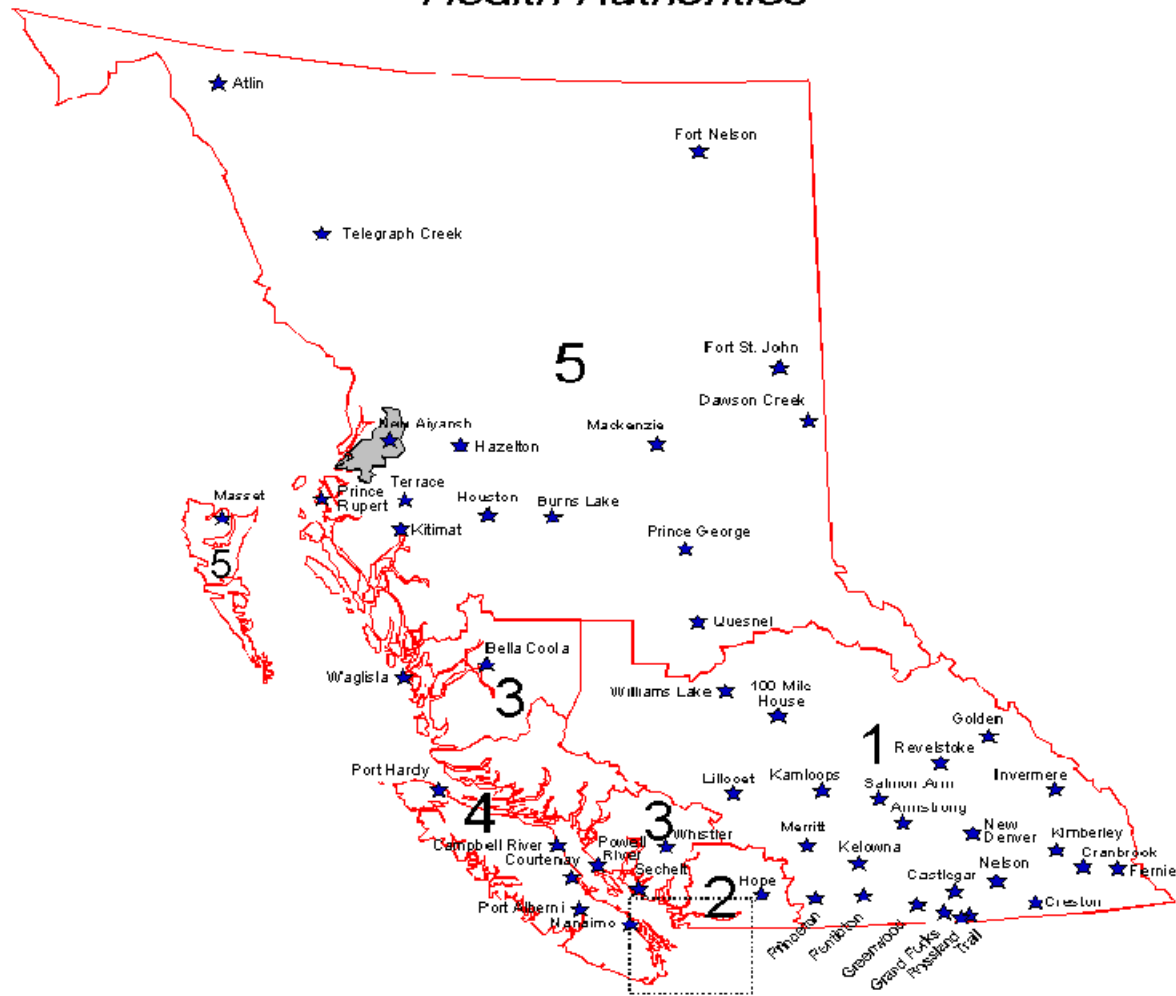 Health Authorities
Atlin
Fort Nelson
Telegraph Creek
5
Fort St. John
Dawson Creek
New Aiyansh
Hazelton
Mackenzie
Masset
Prince
Rupert
Terrace
Houston
Burns Lake
Kitimat
Prince George
5
Quesnel
Bella Coola
Waglisla
3
Williams Lake
100 Mile
House
Golden
1
Revelstoke
Port Hardy
Lillooet
Kamloops
Salmon Arm
Invermere
4
Armstrong
3
Whistler
Merritt
New
Denver
Kimberley
Campbell River
Powell
River
Courtenay
Kelowna
Cranbrook
Fernie
Sechelt
2
Hope
Castlegar
Nelson
Creston
Port Alberni
Nanaimo
Princeton
Penticton
Greenwood
Grand Forks
Rossland
Trail